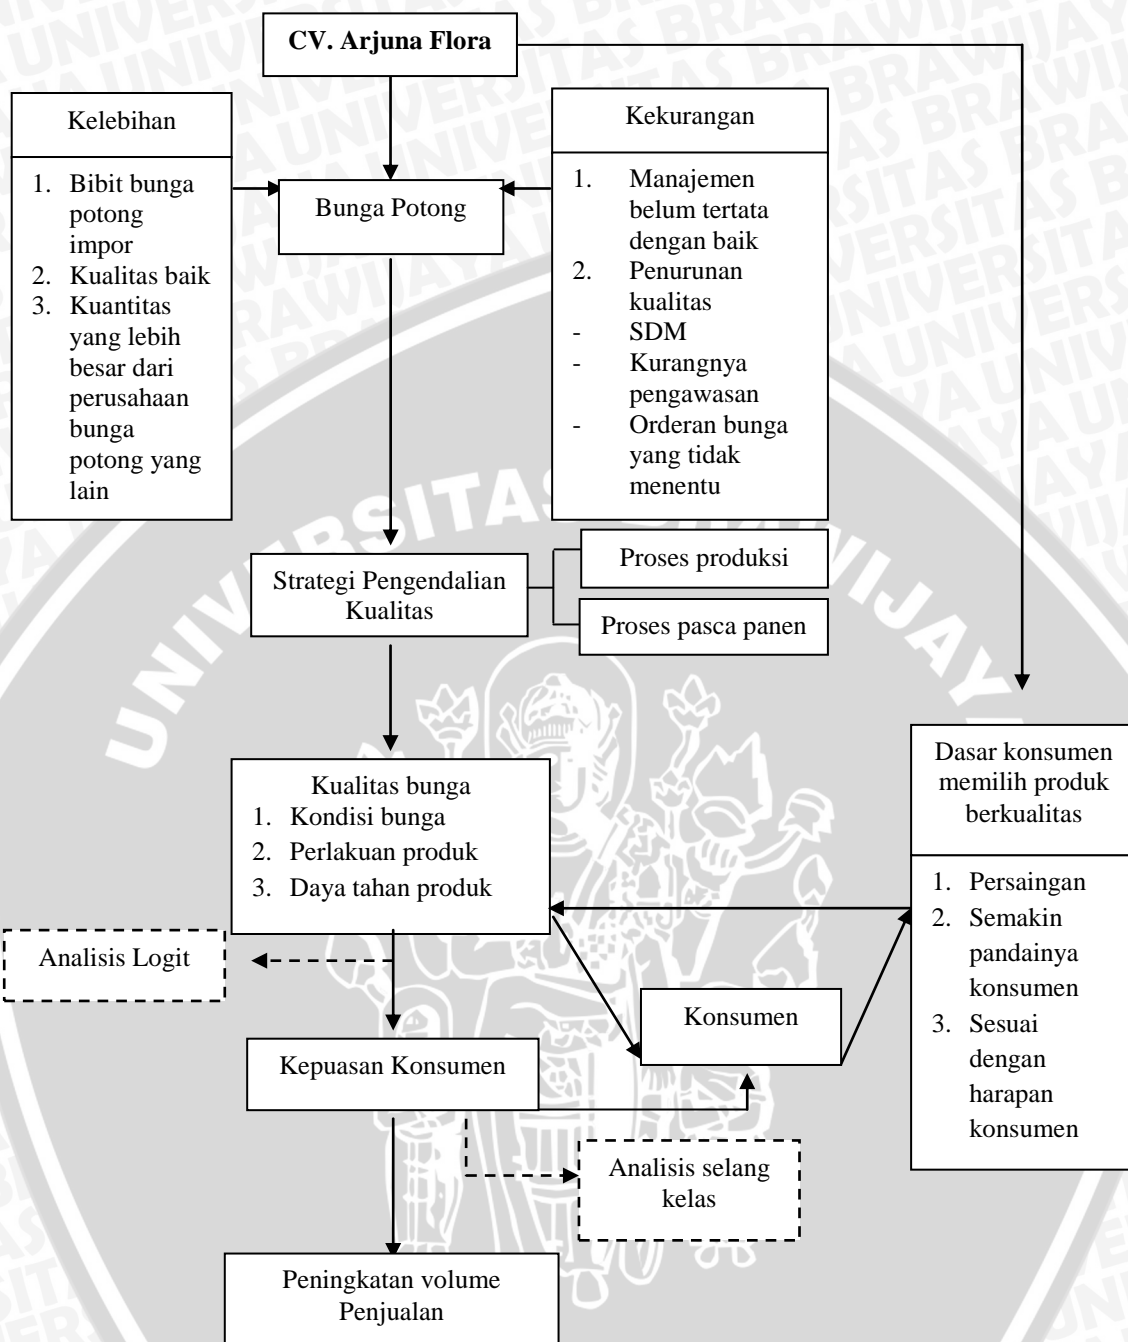 CV. Arjuna Flora
Kelebihan
1. Bibit bunga
potong
impor
2. Kualitas baik
3. Kuantitas
yang lebih
besar dari
perusahaan
bunga
potong yang
lain
Bunga Potong
Kekurangan
1. Manajemen
belum tertata
dengan baik
2. Penurunan
kualitas
- SDM
- Kurangnya
pengawasan
- Orderan bunga
yang tidak
menentu
Strategi Pengendalian
Kualitas
Proses produksi
Proses pasca panen
Kualitas bunga
1. Kondisi bunga
2. Perlakuan produk
3. Daya tahan produk
Dasar konsumen
memilih produk
berkualitas
1. Persaingan
2. Semakin
pandainya
konsumen
3. Sesuai
dengan
harapan
konsumen
Analisis Logit
Konsumen
Kepuasan Konsumen
Analisis selang
kelas
Peningkatan volume
Penjualan